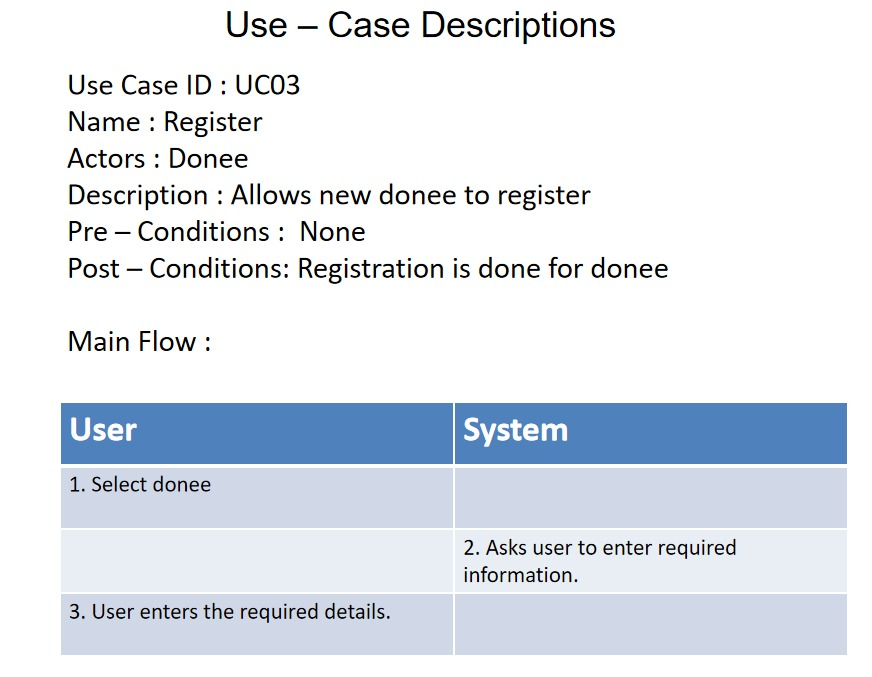 Use – Case Descriptions
Use Case ID : UC03
Name : Register
Actors : Donee
Description : Allows new donee to register
Pre – Conditions :  None
Post – Conditions: Registration is done for donee
Main Flow :
User
System
1. Select donee
2. Asks user to enter required
information.
3. User enters the required details.